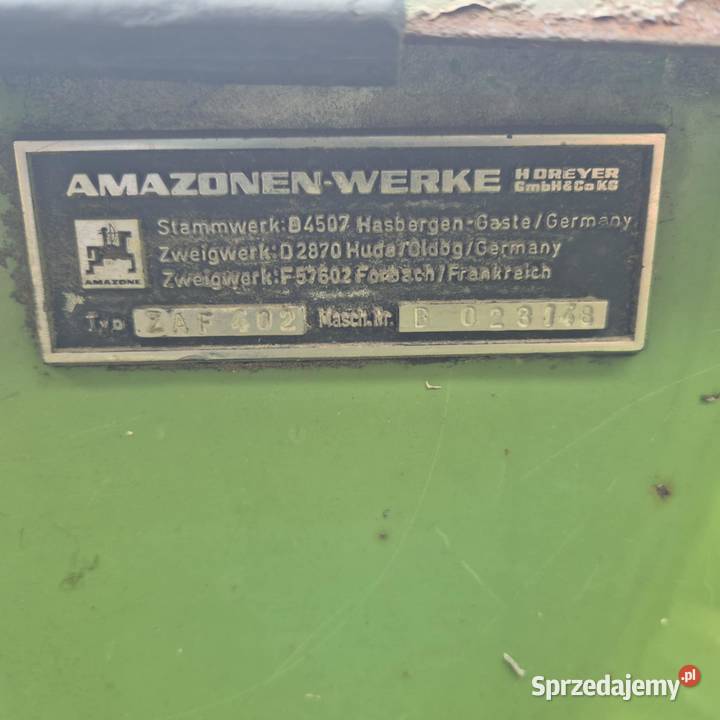 AMAZONEN-WERKE H DREYER GmbH & Co KG
Stammwerk: D4507 Hasbergen-Gaste/Germany
Zweigwerk: D2870 Hude/Oldbg/Germany
Zweigwerk: F57602 Forbach/Frankreich
AMAZONE
Typ ZAF 402 Masch.Nr. D 023148
Sprzedajemy.pl